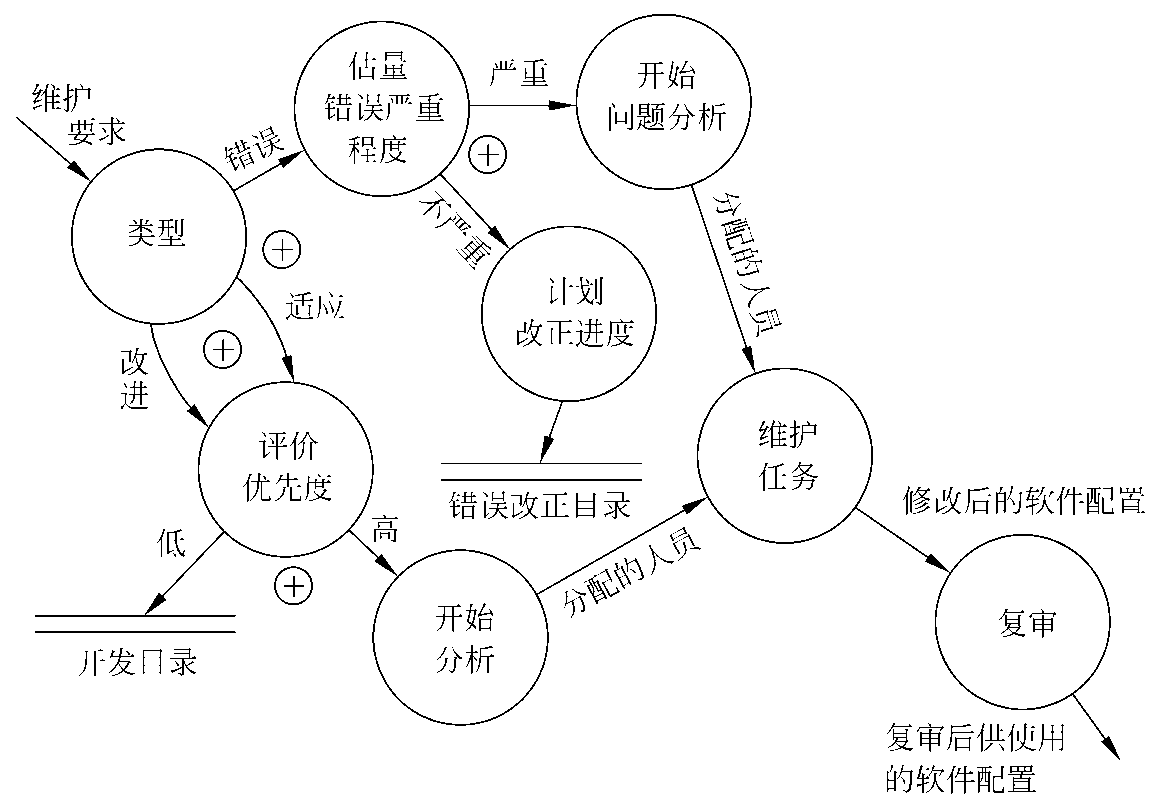 维护
要求
类型
错误
估量
错误严重
程度
严重
开始
问题分析
不严重
计划
改正进度
错误改正目录
分配的人员
适应
改
进
评价
优先度
低
开发目录
高
开始
分析
分配的人员
维护
任务
修改后的软件配置
复审
复审后供使用
的软件配置